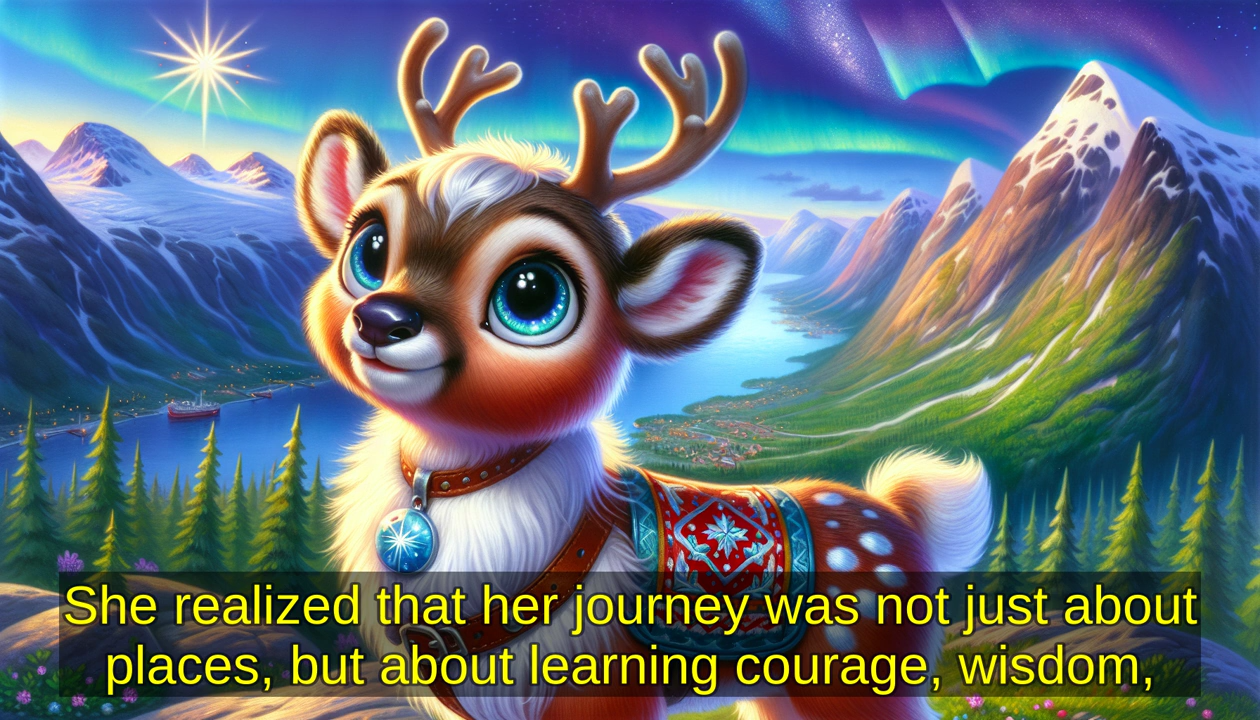 She realized that her journey was not just about
places, but about learning courage, wisdom,